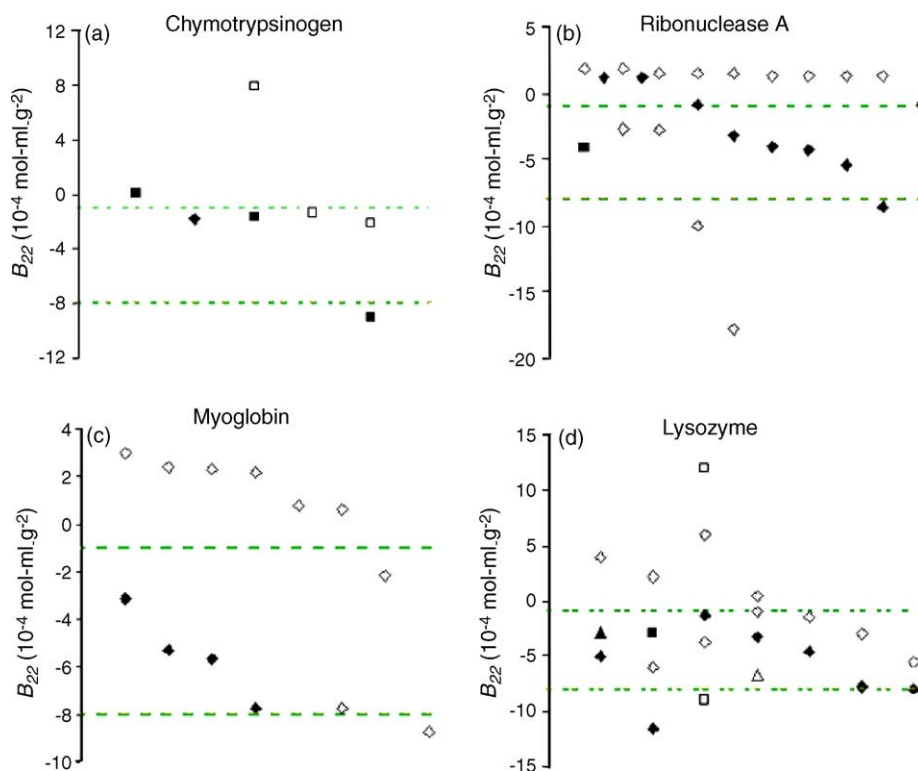 (a)
Chymotrypsinogen
12
8
4
0
-4
-8
-12
B22 (10-4 mol-ml.g-2)
(b)
Ribonuclease A
5
0
-5
-10
-15
-20
B22 (10-4 mol-ml.g-2)
(c)
Myoglobin
4
2
0
-2
-4
-6
-8
-10
B22 (10-4 mol-ml.g-2)
(d)
Lysozyme
15
10
5
0
-5
-10
-15
B22 (10-4 mol-ml.g-2)